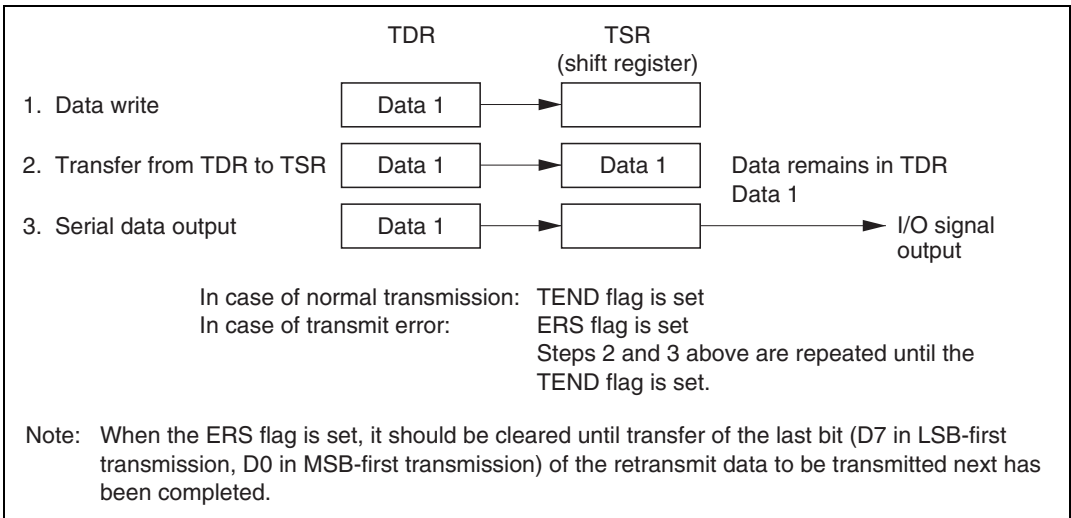 TDR TSR
(shift register)
1. Data write Data 1
2. Transfer from TDR to TSR Data 1 Data 1 Data remains in TDR
Data 1
3. Serial data output Data 1 I/O signal
output
In case of normal transmission: TEND flag is set
In case of transmit error: ERS flag is set
Steps 2 and 3 above are repeated until the
TEND flag is set.
Note: When the ERS flag is set, it should be cleared until transfer of the last bit (D7 in LSB-first
transmission, D0 in MSB-first transmission) of the retransmit data to be transmitted next has
been completed.